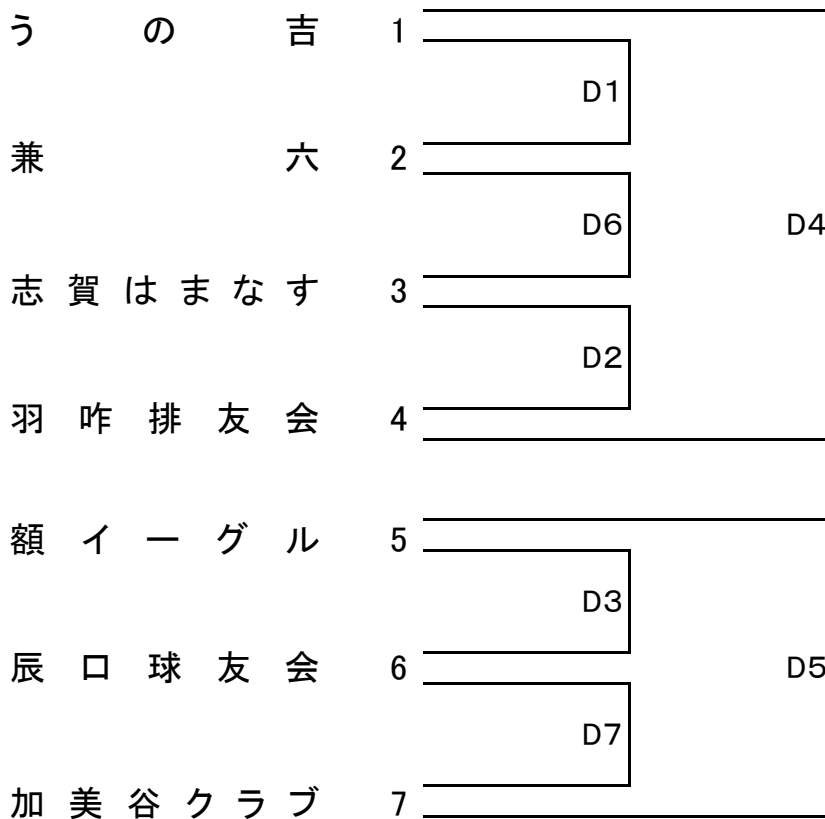 うの吉 1
D1
兼六 2
D6 D4
志賀はまなす 3
D2
羽咋排友会 4
額イーグル 5
D3
辰口球友会 6
D5
D7
加美谷クラブ 7